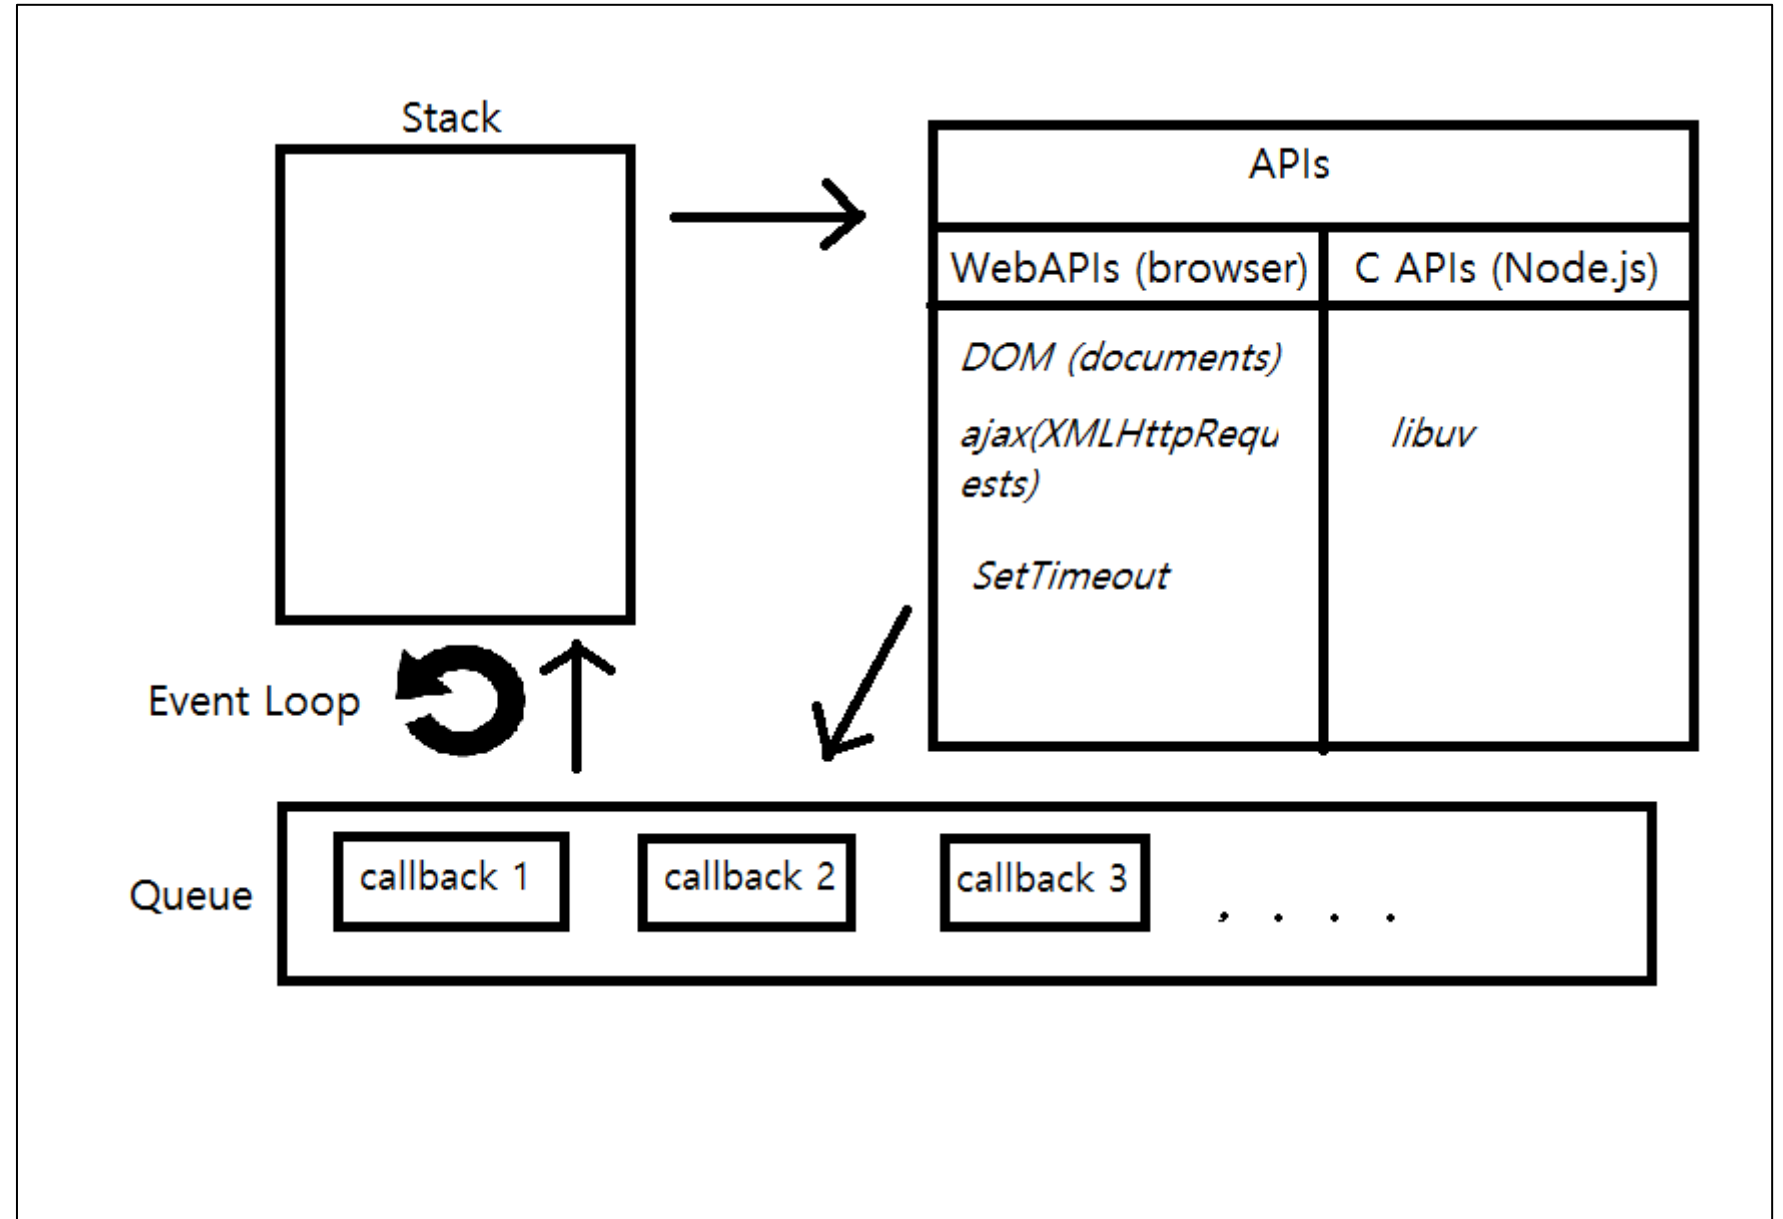 Stack
APIs
WebAPIs (browser)
C APIs (Node.js)
DOM (documents)
ajax(XMLHttpRequ
ests)
libuv
SetTimeout
Event Loop
Queue
callback 1
callback 2
callback 3
, . . .